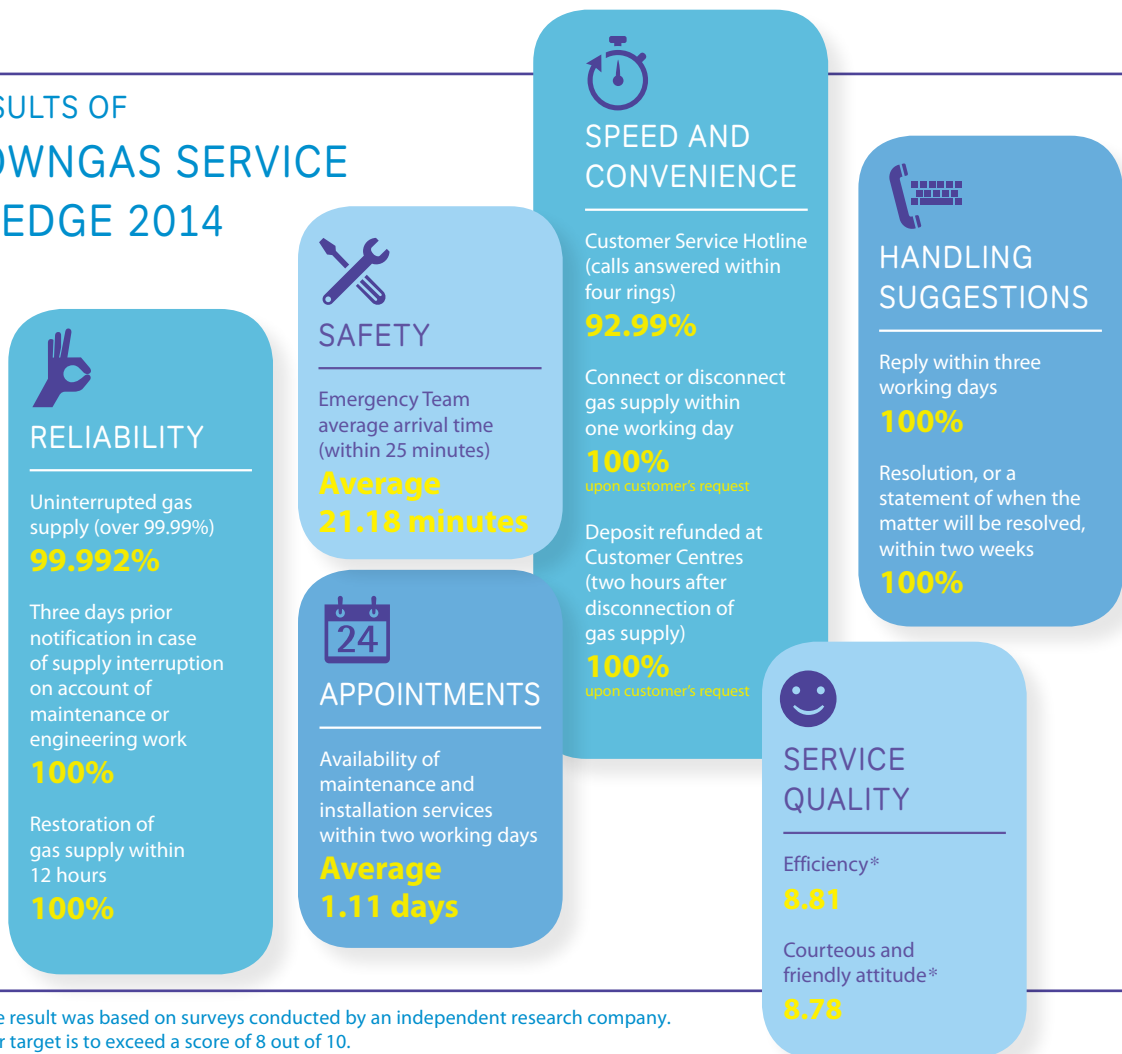 SULTS OF
OWNGAS SERVICE
EDGE 2014
RELIABILITY
Uninterrupted gas
supply (over 99.99%)
99.992%
Three days prior
notification in case
of supply interruption
on account of
maintenance or
engineering work
100%
Restoration of
gas supply within
12 hours
100%
SAFETY
Emergency Team
average arrival time
(within 25 minutes)
Average
21.18 minutes
24
APPOINTMENTS
Availability of
maintenance and
installation services
within two working days
Average
1.11 days
SPEED AND
CONVENIENCE
Customer Service Hotline
(calls answered within
four rings)
92.99%
Connect or disconnect
gas supply within
one working day
100%
upon customer's request
Deposit refunded at
Customer Centres
(two hours after
disconnection of
gas supply)
100%
upon customer's request
HANDLING
SUGGESTIONS
Reply within three
working days
100%
Resolution, or a
statement of when the
matter will be resolved,
within two weeks
100%
SERVICE
QUALITY
Efficiency*
8.81
Courteous and
friendly attitude*
8.78
e result was based on surveys conducted by an independent research company.
r target is to exceed a score of 8 out of 10.